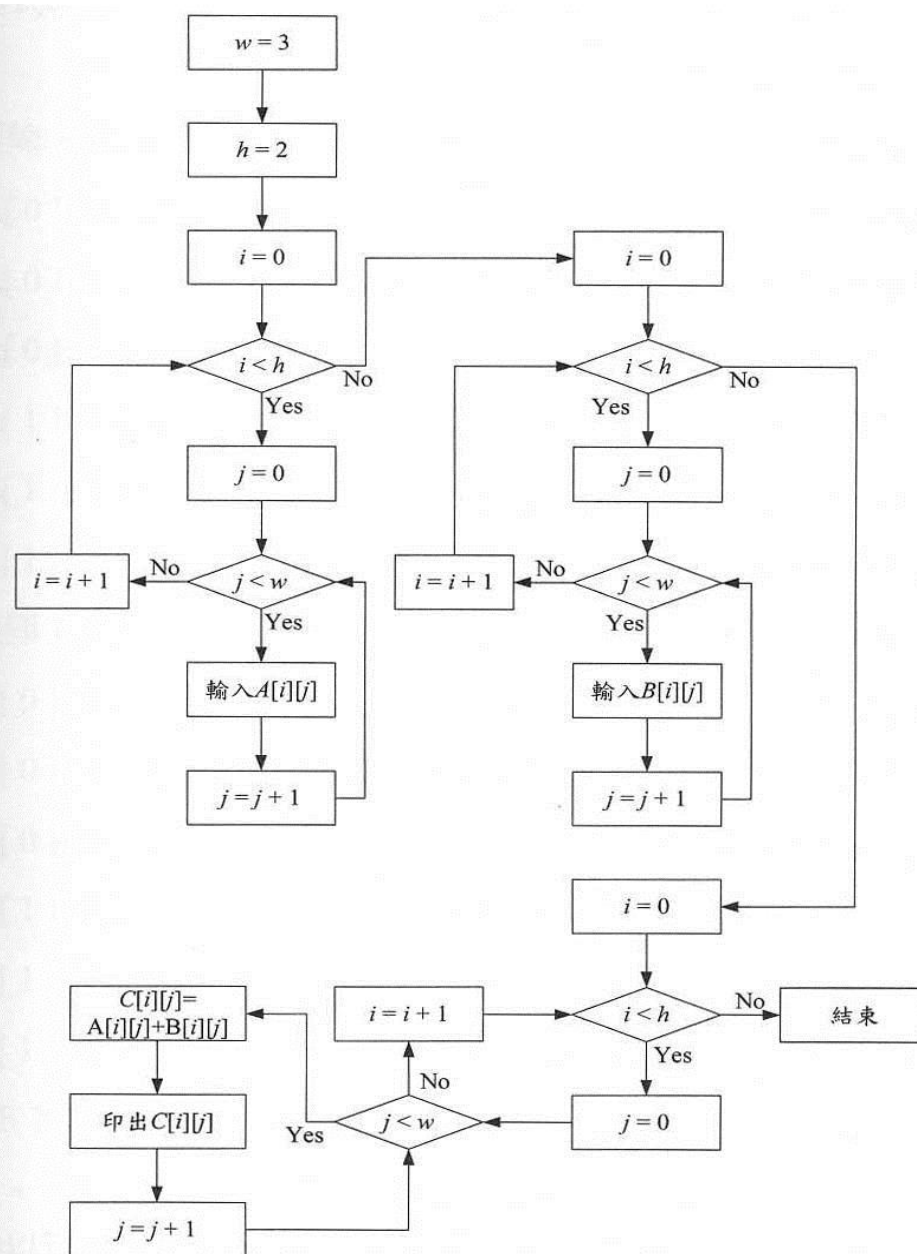 w = 3
h = 2
i = 0
i < h
No
Yes
j = 0
j < w
No
i = i + 1
Yes
輸入A[i][j]
j = j + 1
i = 0
i < h
No
Yes
j = 0
j < w
No
i = i + 1
Yes
輸入B[i][j]
j = j + 1
i = 0
i < h
No
結束
Yes
j = 0
j < w
No
i = i + 1
Yes
C[i][j]=
A[i][j]+B[i][j]
印出C[i][j]
j = j + 1